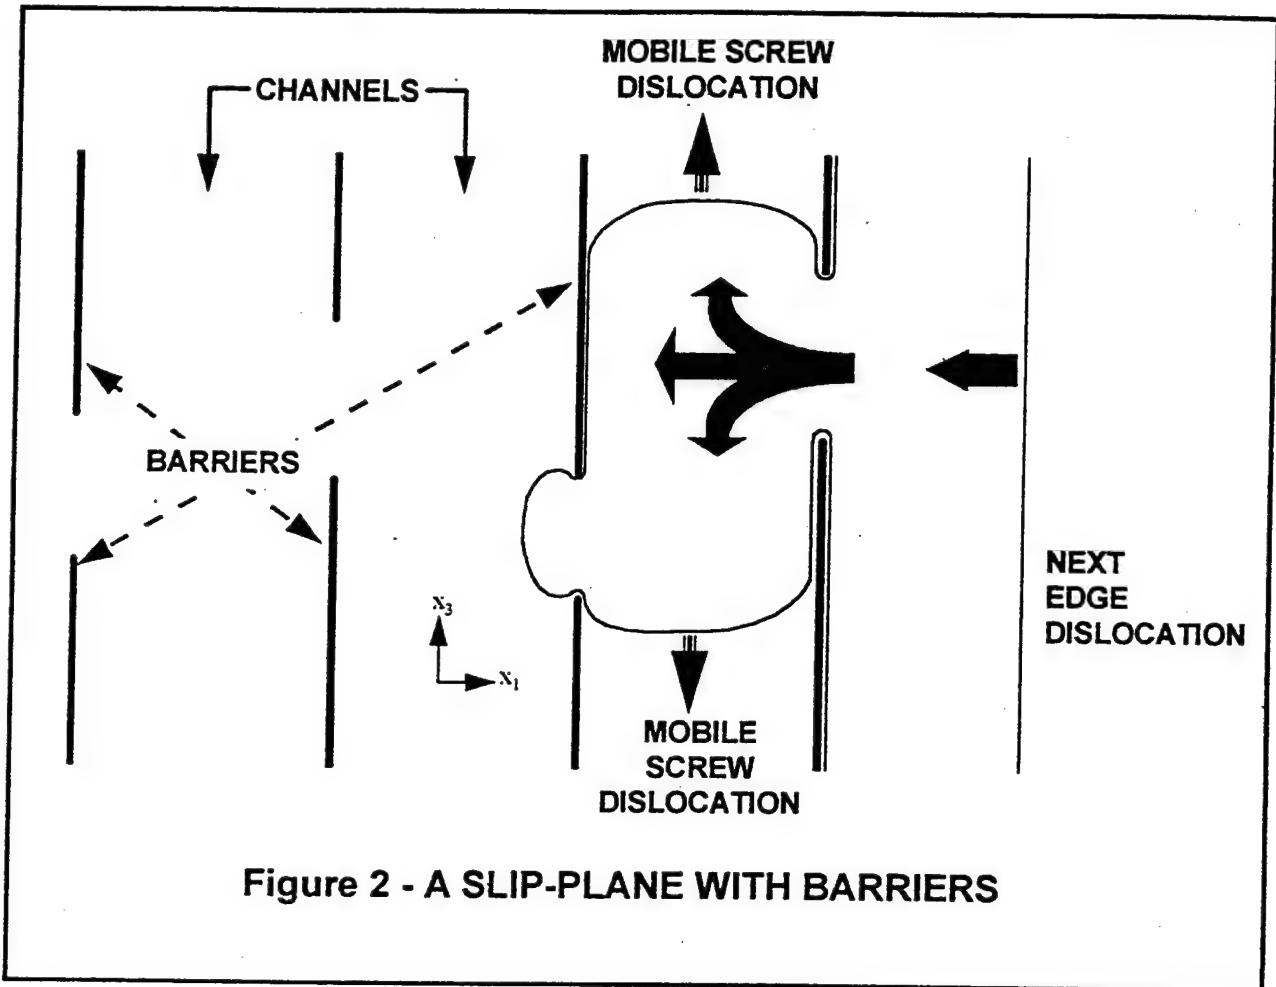 MOBILE SCREW
DISLOCATION
CHANNELS
BARRIERS
NEXT
EDGE
DISLOCATION
x₃
x₁
MOBILE
SCREW
DISLOCATION
Figure 2 - A SLIP-PLANE WITH BARRIERS